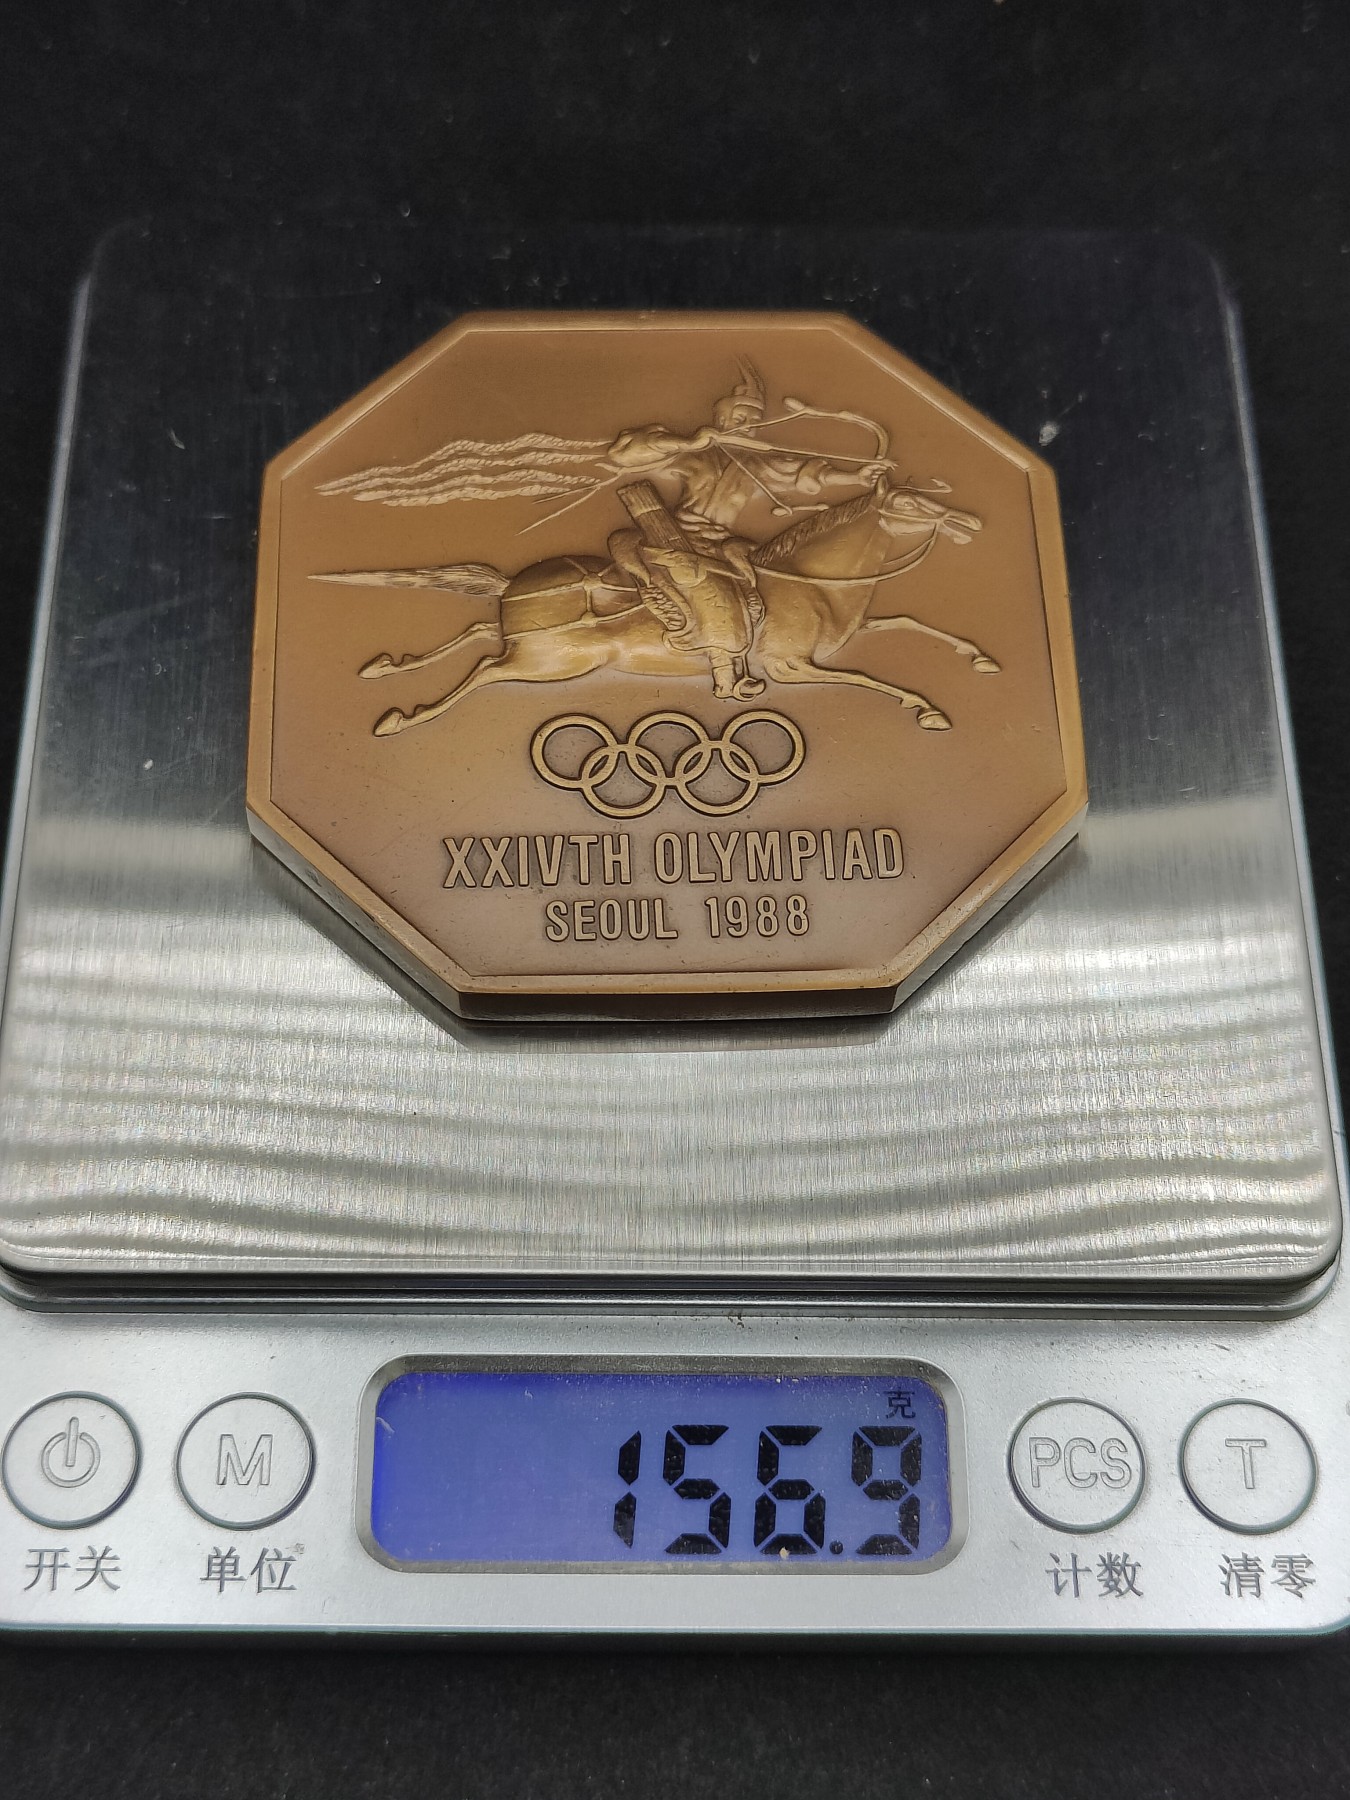 XXIVTH OLYMPIAD
SEOUL 1988
克
156.9
M
PCS
T
开关
单位
计数
清零